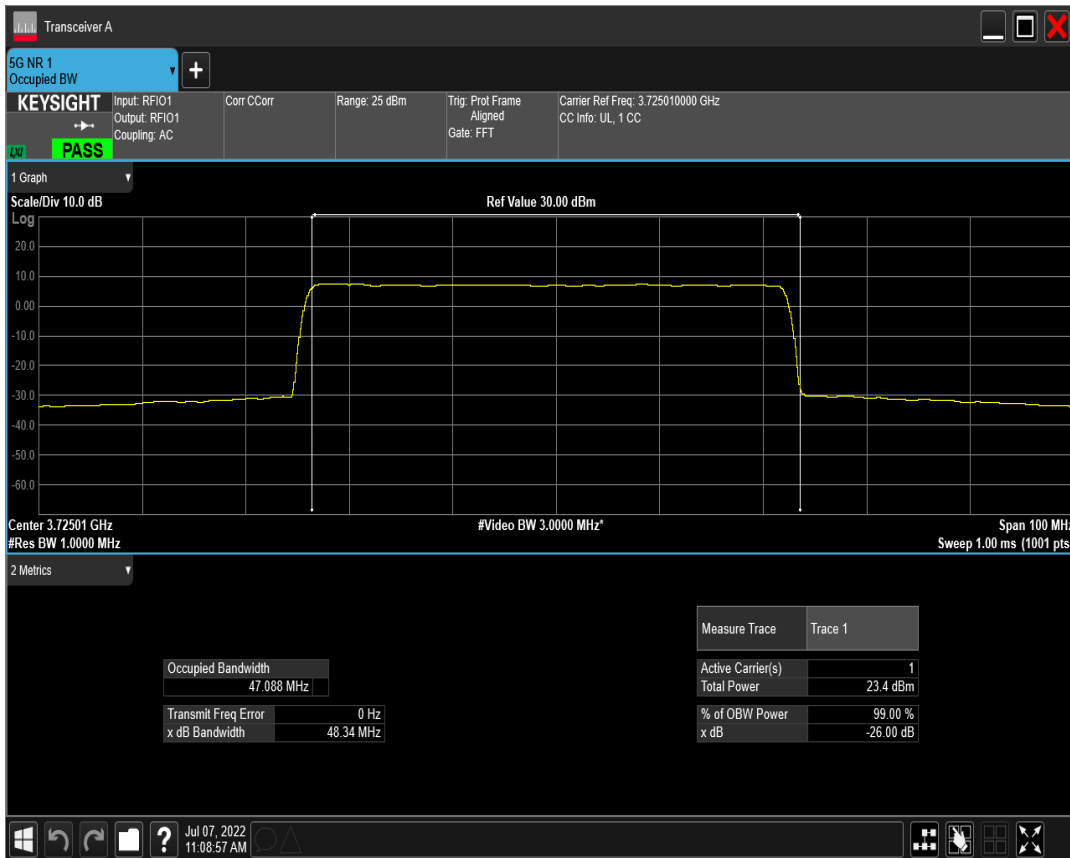 Transceiver A
5G NR 1
Occupied BW
KEYSIGHT
LXI
PASS
Input: RFIO1
Output: RFIO1
Coupling: AC
Corr CCorr
Range: 25 dBm
Trig: Prot Frame
Aligned
Gate: FFT
Carrier Ref Freq: 3.725010000 GHz
CC Info: UL, 1 CC
1 Graph
Scale/Div 10.0 dB
Ref Value 30.00 dBm
Log
20.0
10.0
0.00
-10.0
-20.0
-30.0
-40.0
-50.0
-60.0
Center 3.72501 GHz
#Video BW 3.0000 MHz*
Span 100 MHz
#Res BW 1.0000 MHz
Sweep 1.00 ms (1001 pts
2 Metrics
Measure Trace Trace 1
Occupied Bandwidth
47.088 MHz
Active Carrier(s) 1
Total Power 23.4 dBm
Transmit Freq Error 0 Hz
x dB Bandwidth 48.34 MHz
% of OBW Power 99.00 %
x dB -26.00 dB
?
Jul 07, 2022
11:08:57 AM